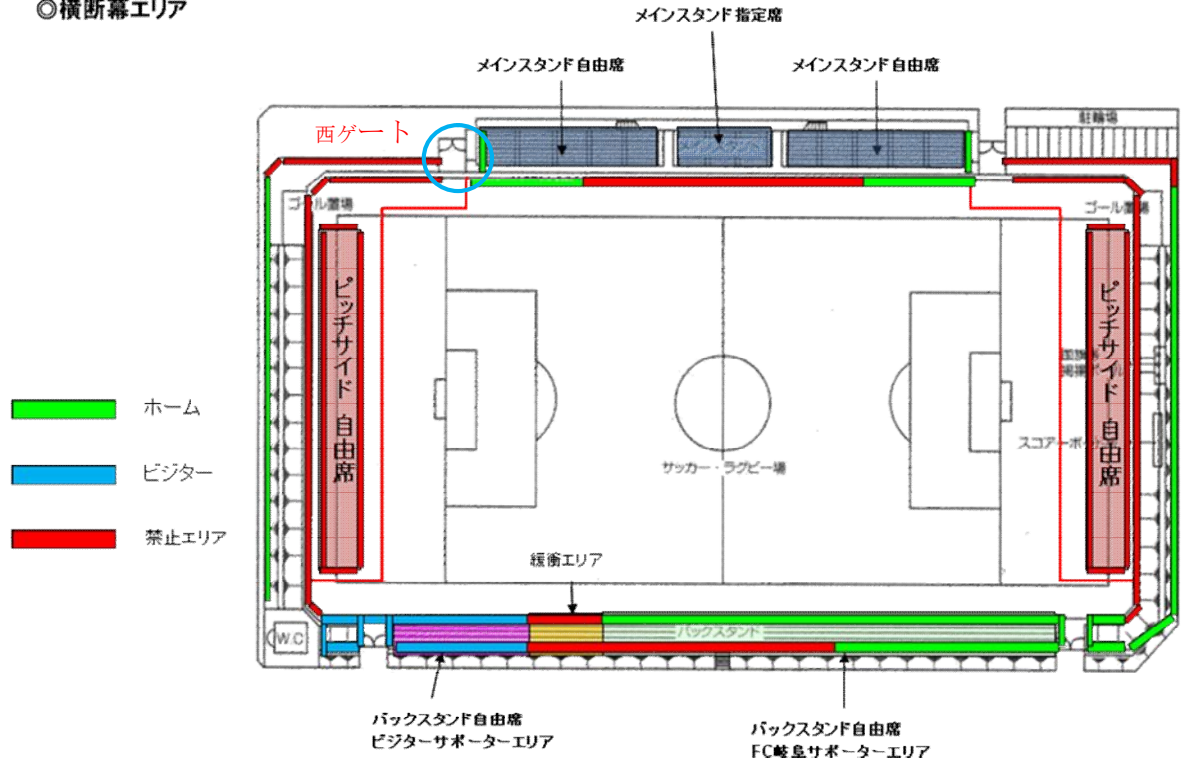 ◎横断幕エリア
メインスタンド指定席
メインスタンド自由席
メインスタンド自由席
駐輪場
西ゲート
ゴール置場
ゴール置場
ピッチサイド 自由席
ピッチサイド 自由席
ホーム
ビジター
禁止エリア
スコアーボード
サッカー・ラグビー場
緩衝エリア
バックスタンド
W.C
バックスタンド自由席
ビジターサポーターエリア
バックスタンド自由席
FC岐阜サポーターエリア